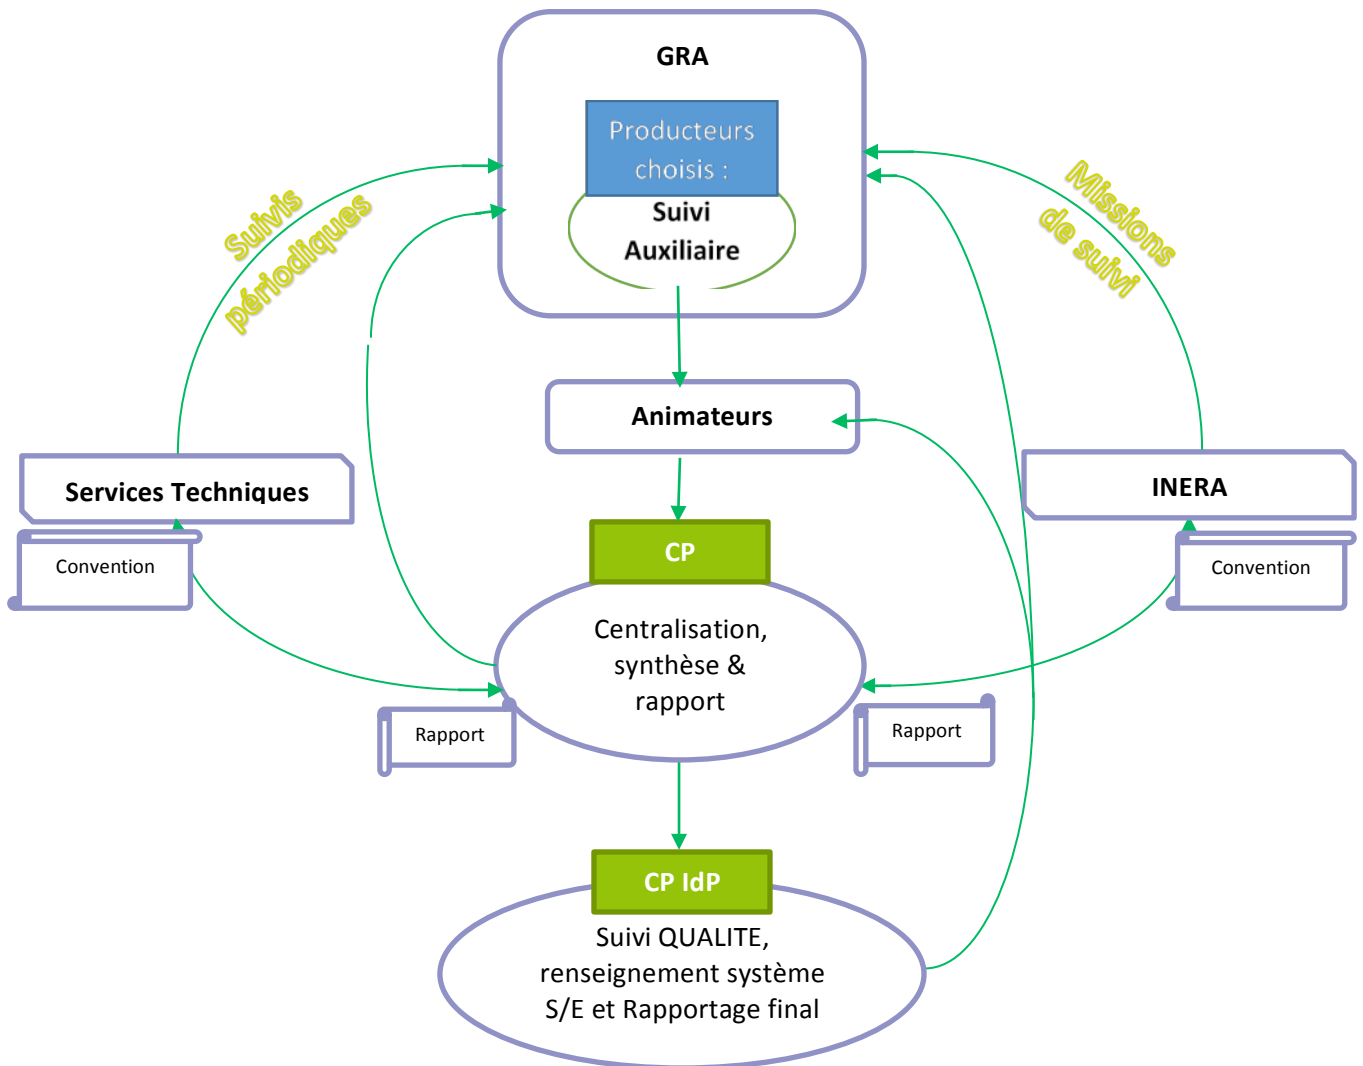 GRA
Producteurs
choisis :
Suivi
Auxiliaire
Suivis
périodiques
Missions
de suivi
Animateurs
Services Techniques
INERA
Convention
Convention
CP
Centralisation,
synthèse &
rapport
Rapport
Rapport
CP IdP
Suivi QUALITE,
renseignement système
S/E et Rapportage final